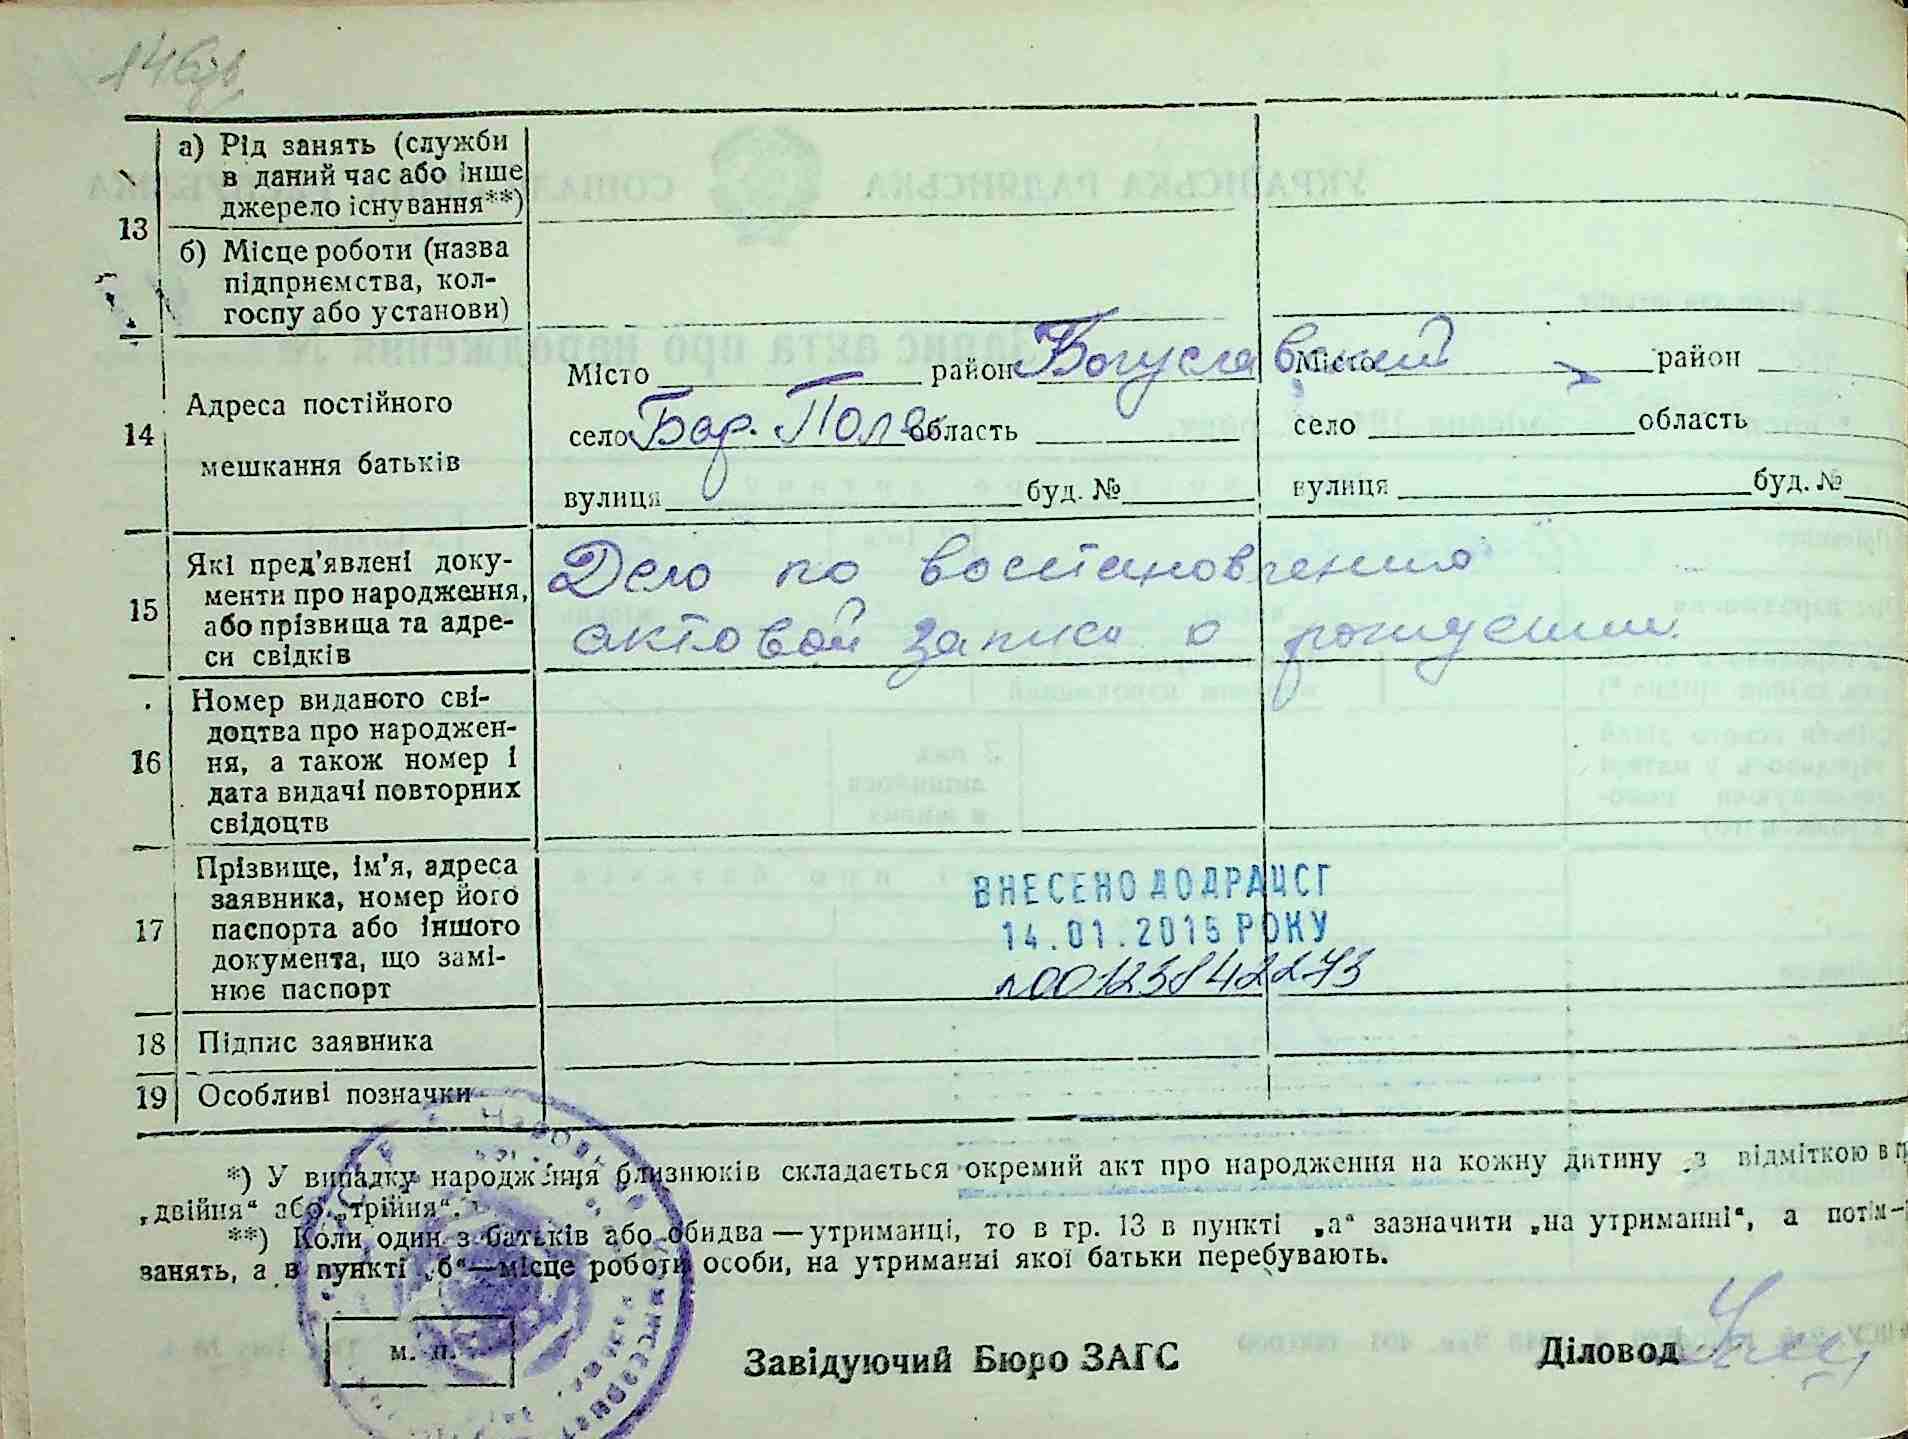 146зв
13
а) Рід занять (служби
в даний час або інше
джерело існування**)
б) Місце роботи (назва
підприємства, кол-
госпу або установи)
14
Адреса постійного
мешкання батьків
Місто район Богуславский
село Бар. Поле область
вулиця буд. №
Місто район
село область
вулиця буд. №
15
Які пред'явлені доку-
менти про народження,
або прізвища та адре-
си свідків
Дело по востановлению
актовой записи о рождении
16
Номер виданого сві-
доцтва про народжен-
ня, а також номер і
дата видачі повторних
свідоцтв
17
Прізвище, ім'я, адреса
заявника, номер його
паспорта або іншого
документа, що замі-
нює паспорт
ВНЕСЕНО ДО ДРАЦСГ
14.01.2015 РОКУ
№00123842273
18
Підпис заявника
19
Особливі позначки
*) У випадку народження близнюків складається окремий акт про народження на кожну дитину з відміткою в
„двійня“ або „трійня“.
**) Коли один з батьків або обидва — утриманці, то в гр. 13 в пункті „а“ зазначити „на утриманні“, а потім
занять, а в пункті „б“ — місце роботи особи, на утриманні якої батьки перебувають.
м. п.
Завідуючий Бюро ЗАГС
Діловод